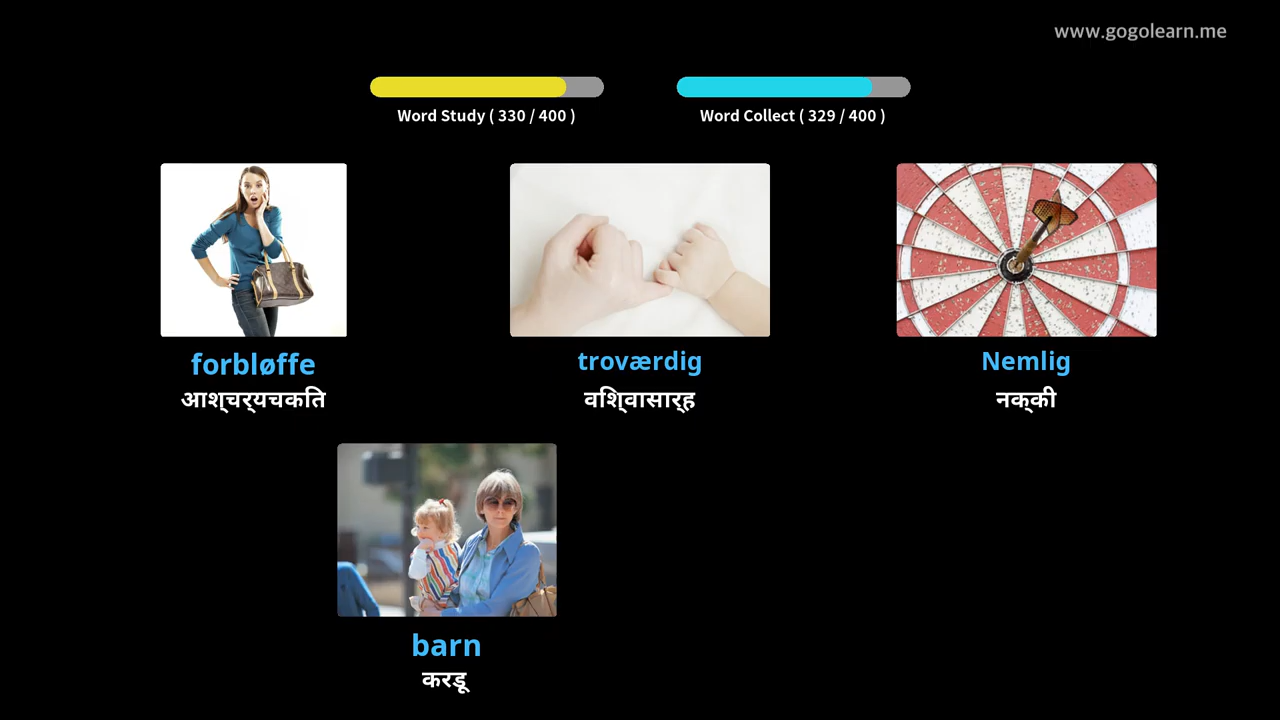 www.gogolearn.me
Word Study ( 330 / 400 )
Word Collect ( 329 / 400 )
forbløffe
troværdig
Nemlig
आश्चर्यचकति
वशि्वासार्ह
नक्की
barn
करडू